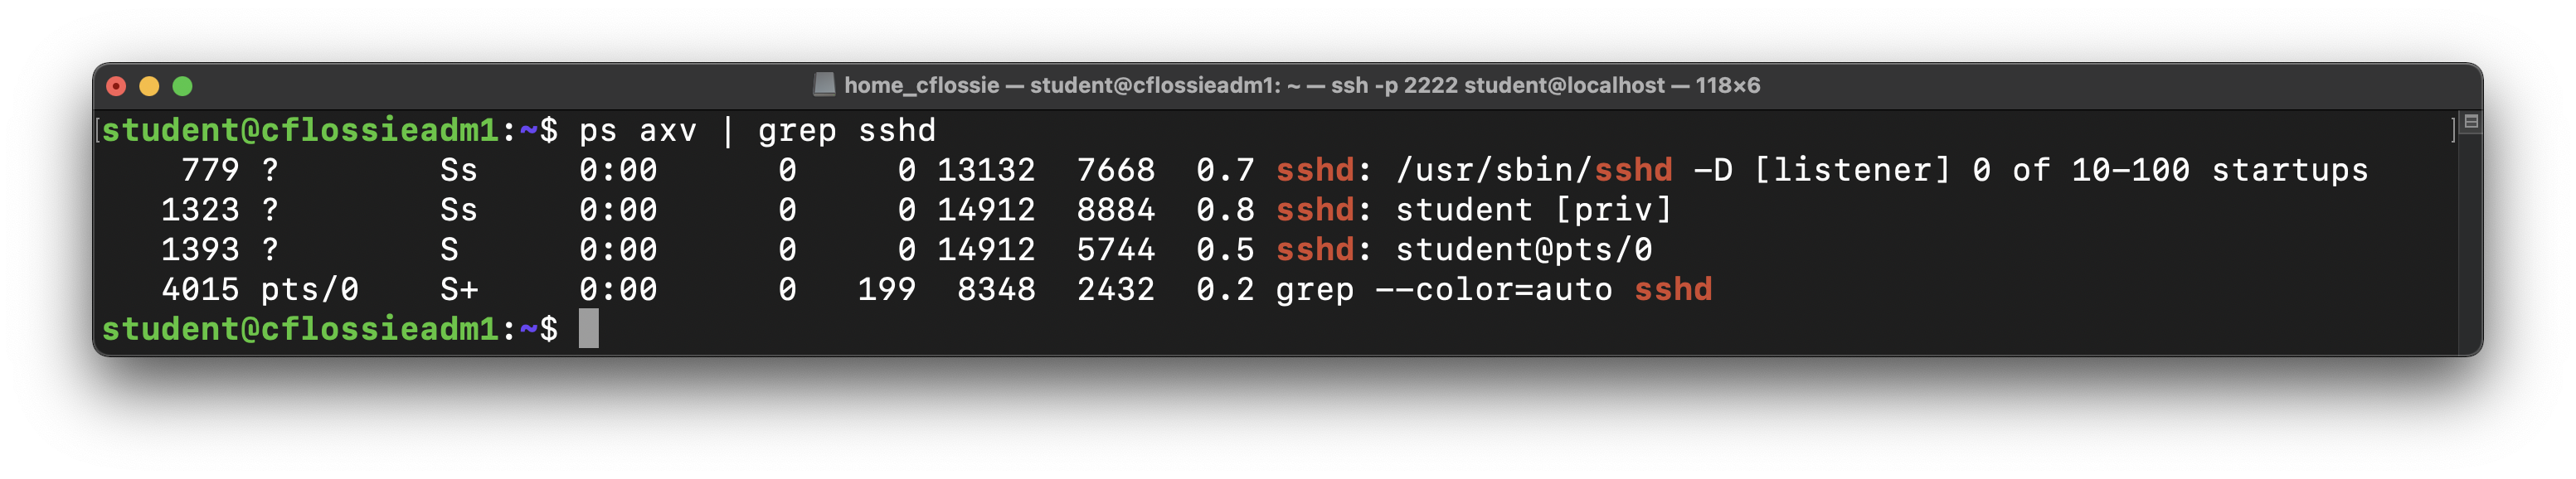 home_cflossie — student@cflossieadm1: ~ — ssh -p 2222 student@localhost — 118×6
[student@cflossieadm1:~$ ps axv | grep sshd ]
779 ? Ss 0:00 0 0 13132 7668 0.7 sshd: /usr/sbin/sshd -D [listener] 0 of 10-100 startups
1323 ? Ss 0:00 0 0 14912 8884 0.8 sshd: student [priv]
1393 ? S 0:00 0 0 14912 5744 0.5 sshd: student@pts/0
4015 pts/0 S+ 0:00 0 199 8348 2432 0.2 grep --color=auto sshd
student@cflossieadm1:~$